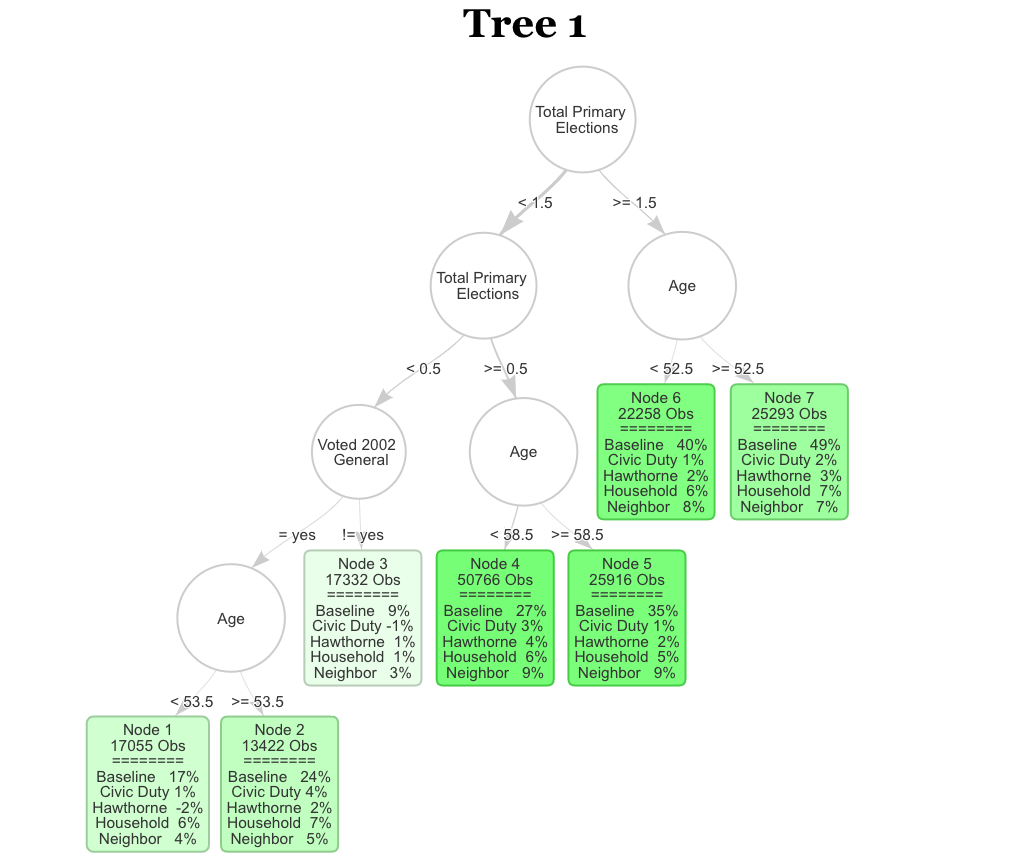 Tree 1
Total Primary
Elections
< 1.5
>= 1.5
Total Primary
Elections
Age
< 0.5
>= 0.5
< 52.5
>= 52.5
Node 6
22258 Obs
========
Baseline 40%
Civic Duty 1%
Hawthorne 2%
Household 6%
Neighbor 8%
Node 7
25293 Obs
========
Baseline 49%
Civic Duty 2%
Hawthorne 3%
Household 7%
Neighbor 7%
Voted 2002
General
Age
= yes
!= yes
< 58.5
>= 58.5
Node 3
17332 Obs
========
Baseline 9%
Civic Duty -1%
Hawthorne 1%
Household 1%
Neighbor 3%
Node 4
50766 Obs
========
Baseline 27%
Civic Duty 3%
Hawthorne 4%
Household 6%
Neighbor 9%
Node 5
25916 Obs
========
Baseline 35%
Civic Duty 1%
Hawthorne 2%
Household 5%
Neighbor 9%
Age
< 53.5
>= 53.5
Node 1
17055 Obs
========
Baseline 17%
Civic Duty 1%
Hawthorne -2%
Household 6%
Neighbor 4%
Node 2
13422 Obs
========
Baseline 24%
Civic Duty 4%
Hawthorne 2%
Household 7%
Neighbor 5%